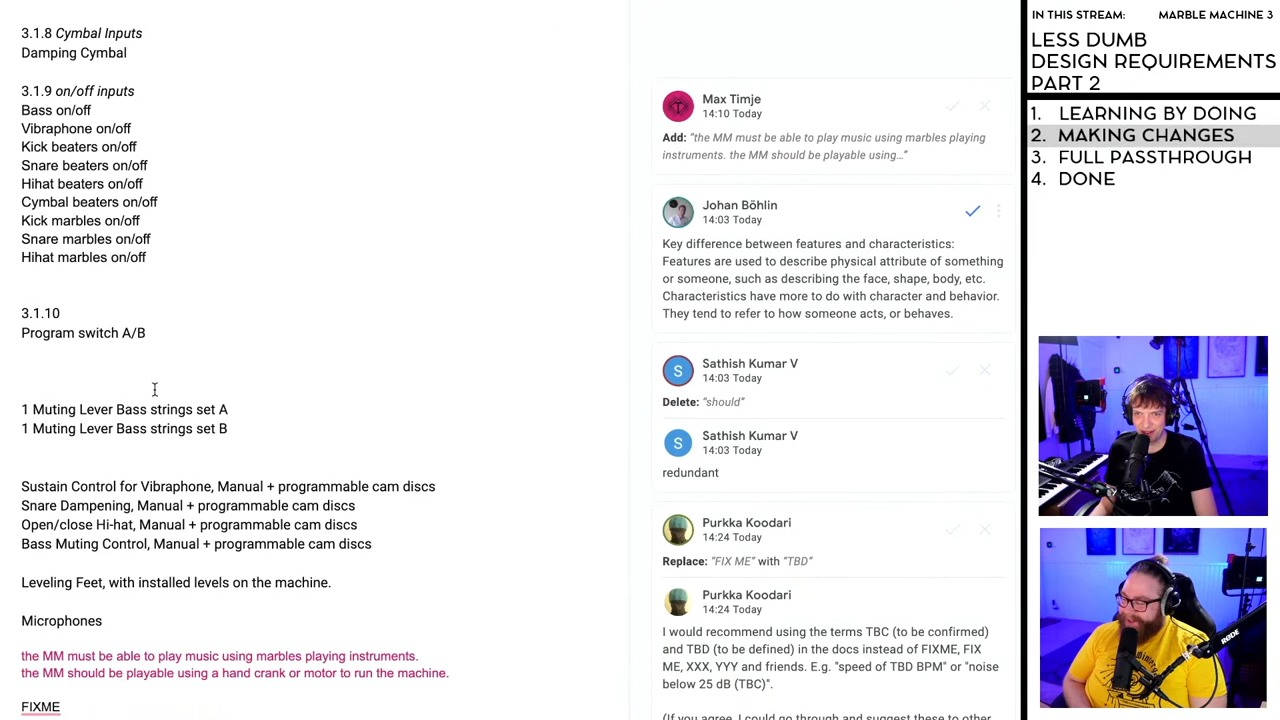 3.1.8 Cymbal Inputs
Damping Cymbal
3.1.9 on/off inputs
Bass on/off
Vibraphone on/off
Kick beaters on/off
Snare beaters on/off
Hihat beaters on/off
Cymbal beaters on/off
Kick marbles on/off
Snare marbles on/off
Hihat marbles on/off
3.1.10
Program switch A/B
1 Muting Lever Bass strings set A
1 Muting Lever Bass strings set B
Sustain Control for Vibraphone, Manual + programmable cam discs
Snare Dampening, Manual + programmable cam discs
Open/close Hi-hat, Manual + programmable cam discs
Bass Muting Control, Manual + programmable cam discs
Leveling Feet, with installed levels on the machine.
Microphones
the MM must be able to play music using marbles playing instruments.
the MM should be playable using a hand crank or motor to run the machine.
FIXME
Max Timje
14:10 Today
Add: “the MM must be able to play music using marbles playing
instruments. the MM should be playable using…”
Johan Böhlin
14:03 Today
Key difference between features and characteristics:
Features are used to describe physical attribute of something
or someone, such as describing the face, shape, body, etc.
Characteristics have more to do with character and behavior.
They tend to refer to how someone acts, or behaves.
S
Sathish Kumar V
14:03 Today
Delete: “should”
S
Sathish Kumar V
14:03 Today
redundant
Purkka Koodari
14:24 Today
Replace: “FIX ME” with “TBD”
Purkka Koodari
14:24 Today
I would recommend using the terms TBC (to be confirmed)
and TBD (to be defined) in the docs instead of FIXME, FIX
ME, XXX, YYY and friends. E.g. "speed of TBD BPM" or "noise
below 25 dB (TBC)".
(If you agree, I could go through and suggest these to other
IN THIS STREAM: MARBLE MACHINE 3
LESS DUMB
DESIGN REQUIREMENTS
PART 2
1. LEARNING BY DOING
2. MAKING CHANGES
3. FULL PASSTHROUGH
4. DONE
RØDE